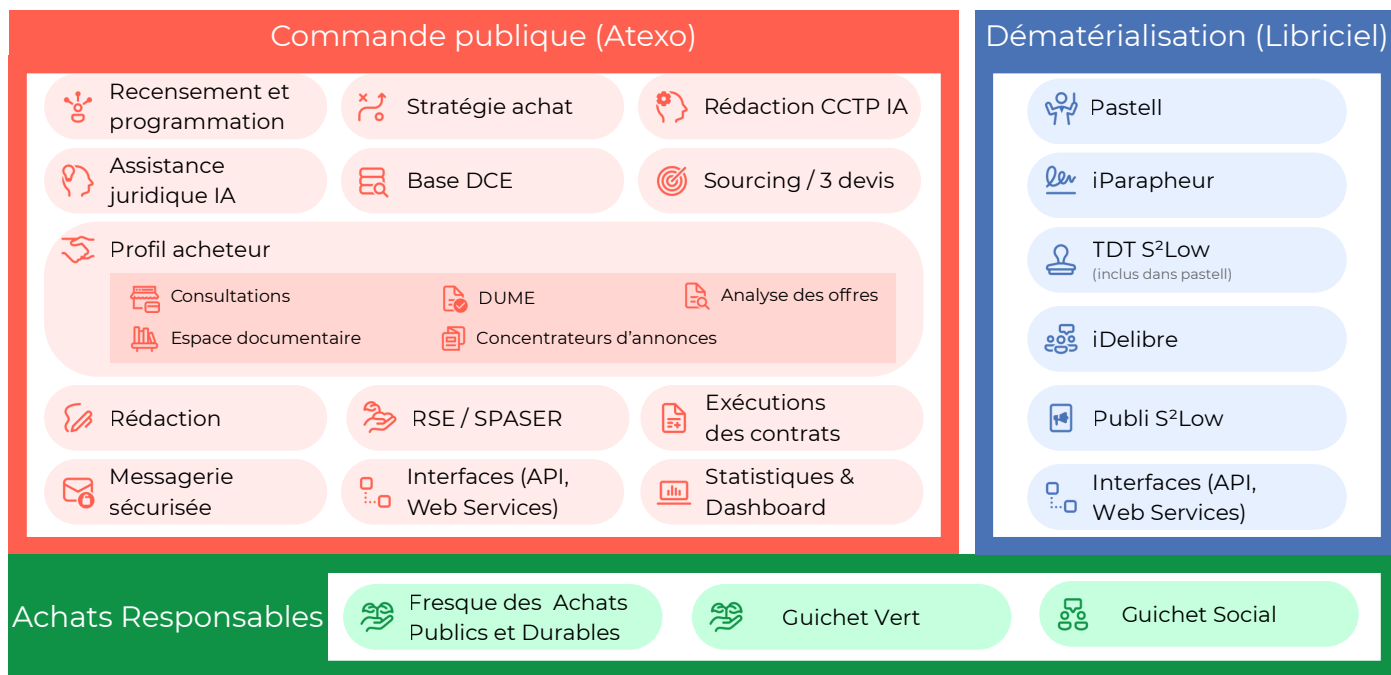 Commande publique (Atexo)
Recensement et
programmation
Stratégie achat
Rédaction CCTP IA
Assistance
juridique IA
Base DCE
Sourcing / 3 devis
Profil acheteur
Consultations
DUME
Analyse des offres
Espace documentaire
Concentrateurs d’annonces
Rédaction
RSE / SPASER
Exécutions
des contrats
Messagerie
sécurisée
Interfaces (API,
Web Services)
Statistiques &
Dashboard
Dématérialisation (Libriciel)
Pastell
iParapheur
TDT S²Low
(inclus dans pastell)
iDelibre
Publi S²Low
Interfaces (API,
Web Services)
Achats Responsables
Fresque des Achats
Publics et Durables
Guichet Vert
Guichet Social